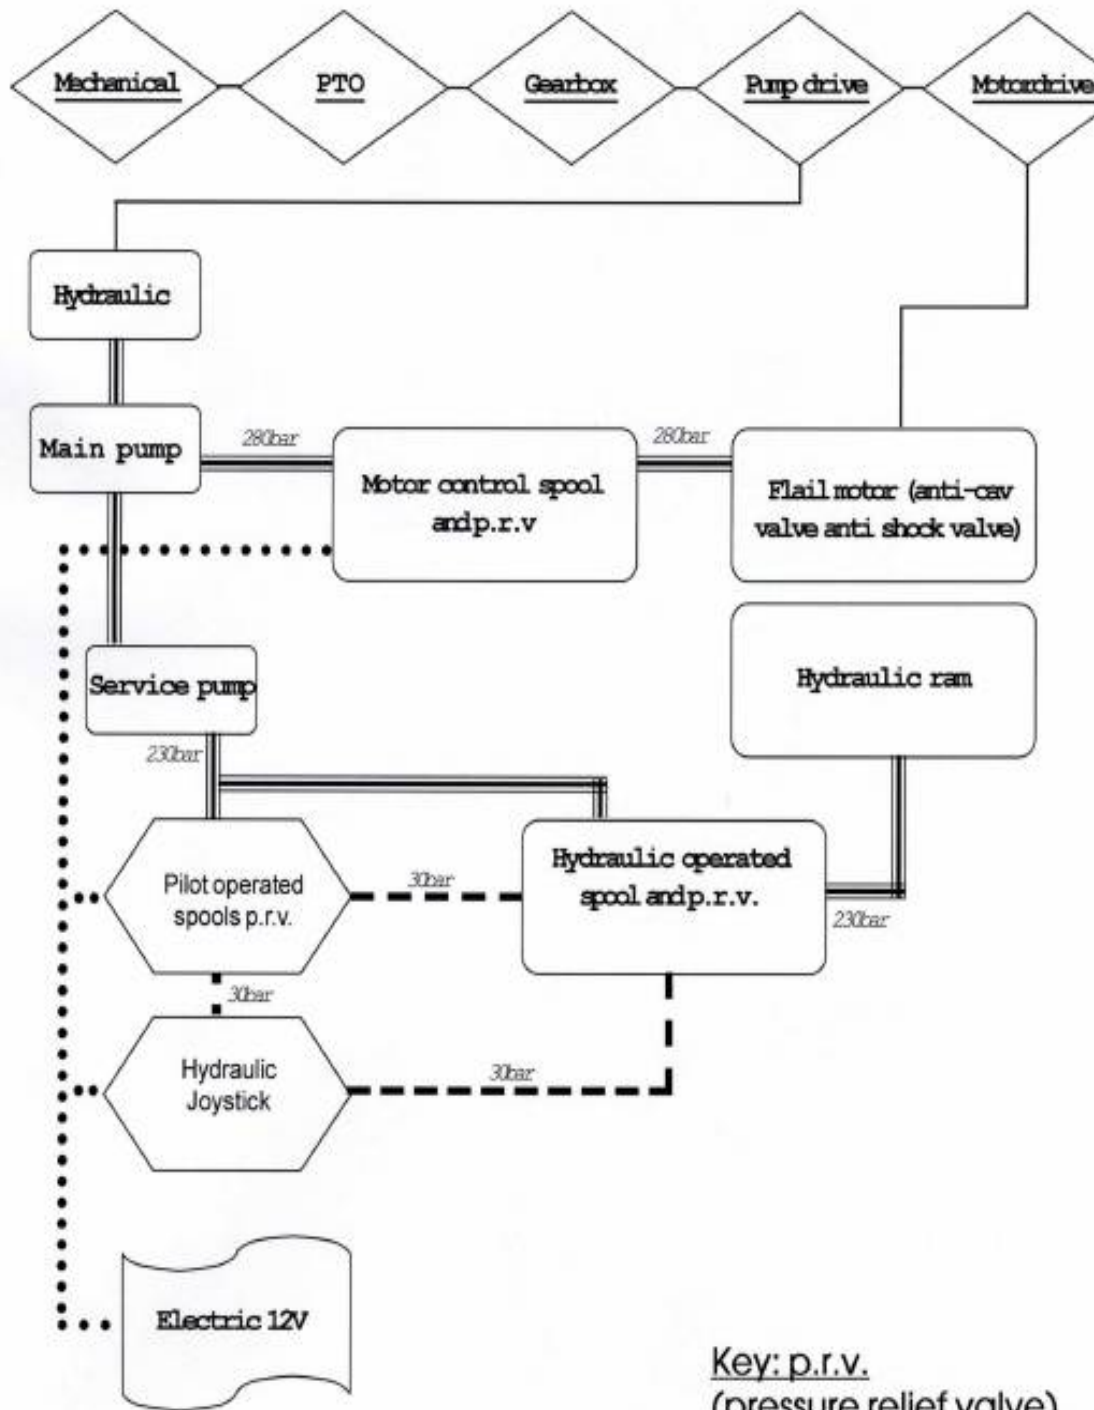 Mechanical
PTO
Gearbox
Pump drive
Motordrive
Hydraulic
Main pump
280bar
Motor control spool
and p.r.v
280bar
Flail motor (anti-cav
valve anti shock valve)
Service pump
Hydraulic ram
230bar
Pilot operated
spools p.r.v.
30bar
Hydraulic operated
spool and p.r.v.
230bar
30bar
Hydraulic
Joystick
30bar
Electric 12V
Key: p.r.v.
(pressure relief valve)